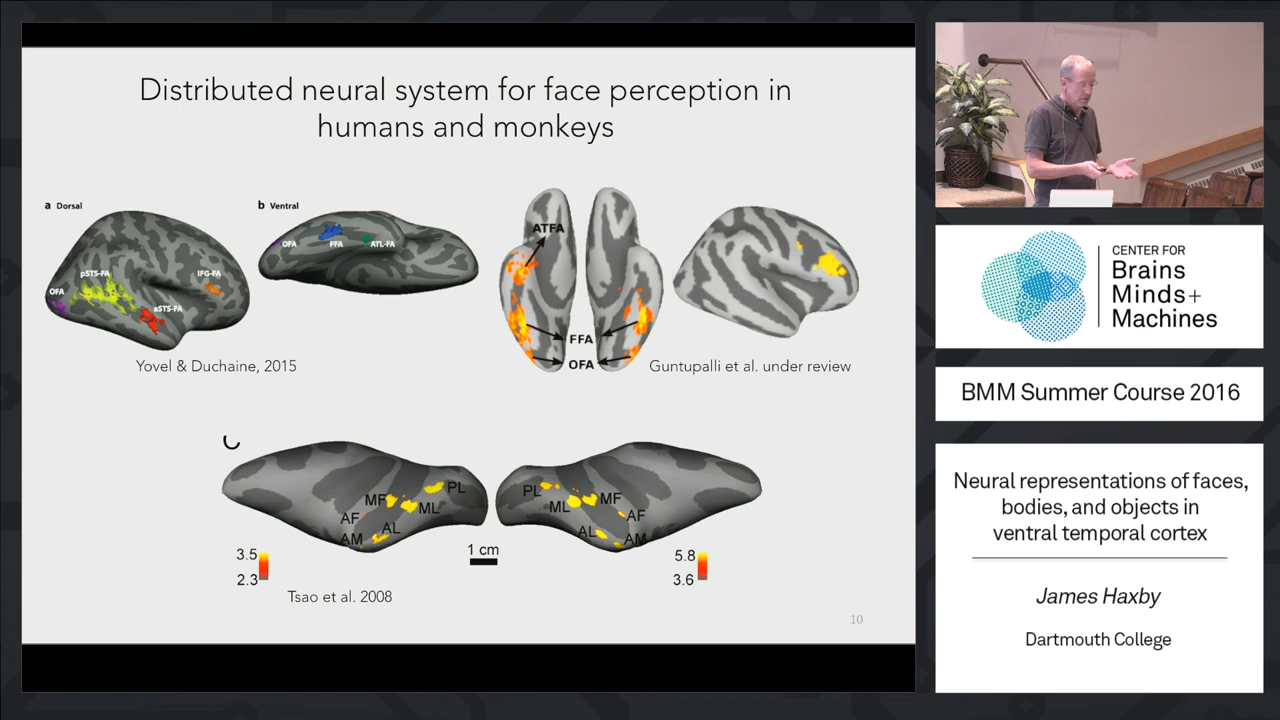 Distributed neural system for face perception in
humans and monkeys
a Dorsal
b Ventral
OFA
pSTS-FA
aSTS-FA
IFG-FA
OFA
FFA
ATL-FA
Yovel & Duchaine, 2015
ATFA
FFA
OFA
Guntupalli et al. under review
C
PL
MF
ML
AF
AL
AM
3.5
2.3
1 cm
PL
ML
MF
AF
AL
AM
5.8
3.6
Tsao et al. 2008
10
CENTER FOR
Brains
Minds+
Machines
BMM Summer Course 2016
Neural representations of faces,
bodies, and objects in
ventral temporal cortex
James Haxby
Dartmouth College